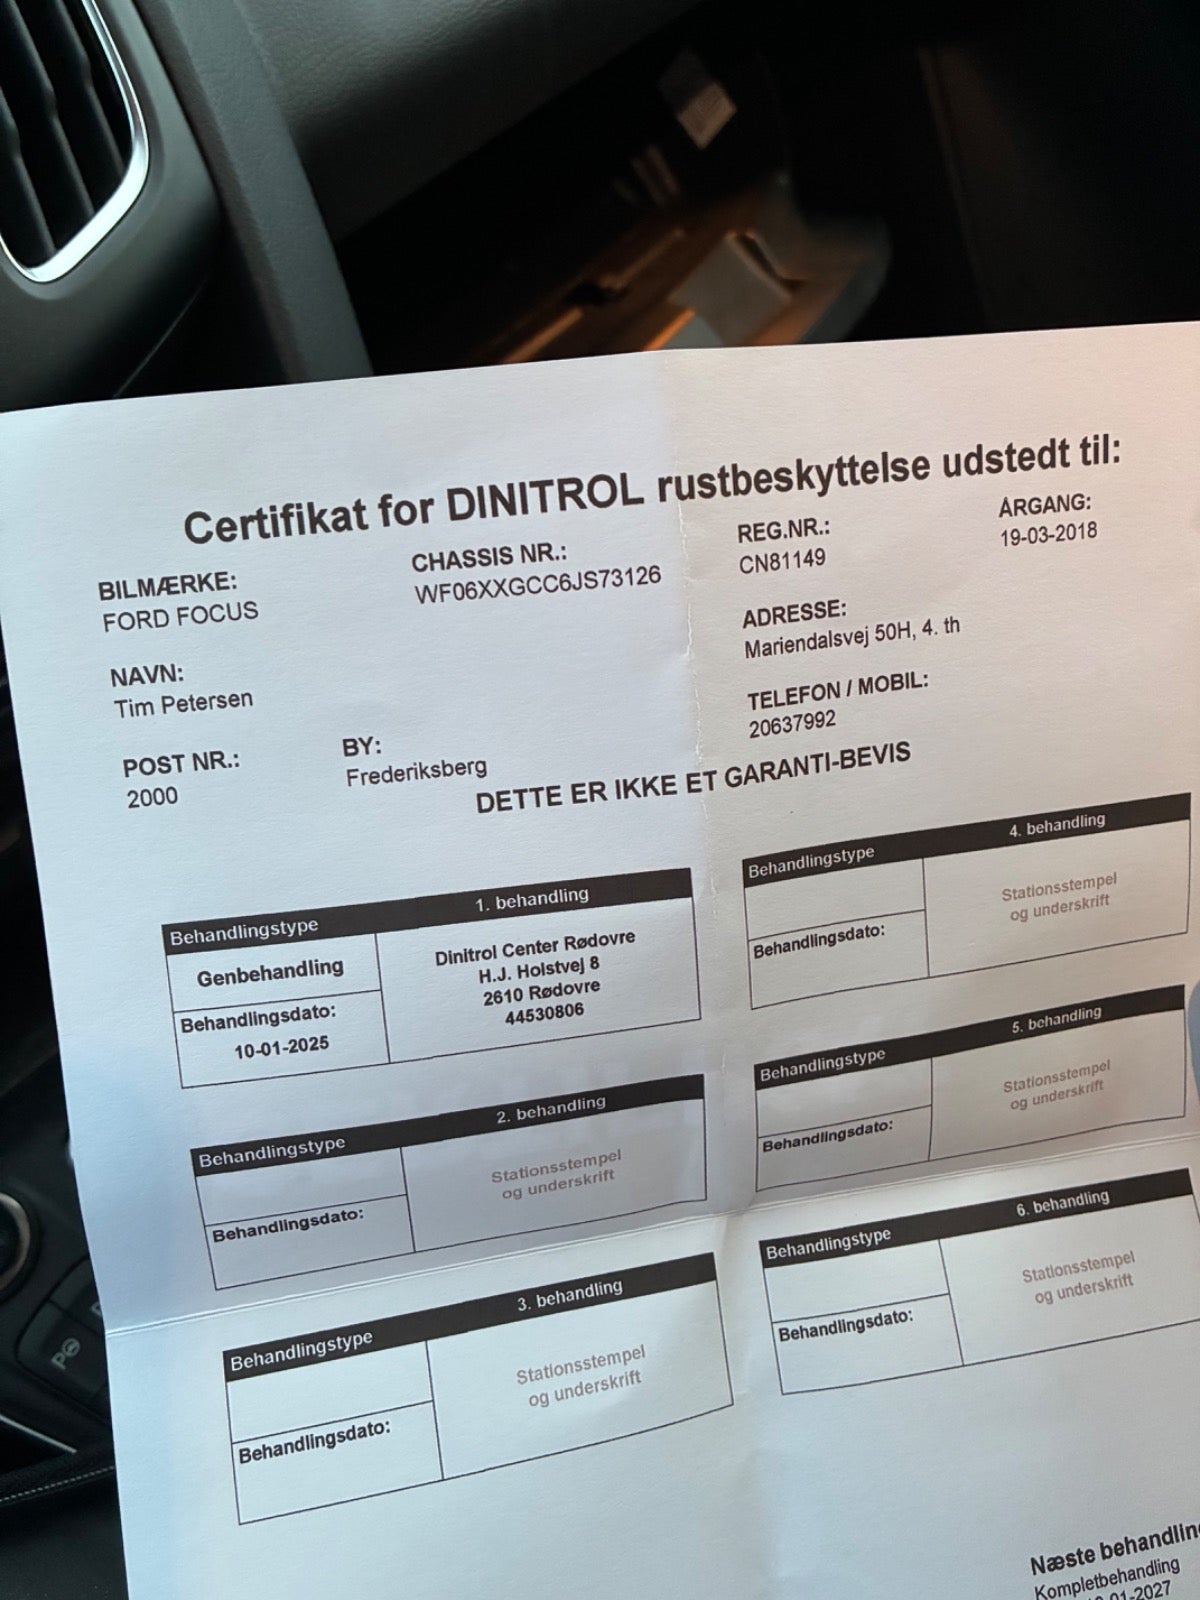 Certifikat for DINITROL rustbeskyttelse udstedt til:
BILMÆRKE:
FORD FOCUS
CHASSIS NR.:
WF06XXGCC6JS73126
REG.NR.:
CN81149
ÅRGANG:
19-03-2018
NAVN:
Tim Petersen
ADRESSE:
Mariendalsvej 50H, 4. th
POST NR.:
2000
BY:
Frederiksberg
TELEFON / MOBIL:
20637992
DETTE ER IKKE ET GARANTI-BEVIS
Behandlingstype 1. behandling
Genbehandling
Behandlingsdato:
10-01-2025
Dinitrol Center Rødovre
H.J. Holstvej 8
2610 Rødovre
44530806
Behandlingstype 2. behandling
Behandlingsdato:
Stationsstempel
og underskrift
Behandlingstype 3. behandling
Behandlingsdato:
Stationsstempel
og underskrift
Behandlingstype 4. behandling
Behandlingsdato:
Stationsstempel
og underskrift
Behandlingstype 5. behandling
Behandlingsdato:
Stationsstempel
og underskrift
Behandlingstype 6. behandling
Behandlingsdato:
Stationsstempel
og underskrift
Næste behandling
Kompletbehandling
01-2027
P